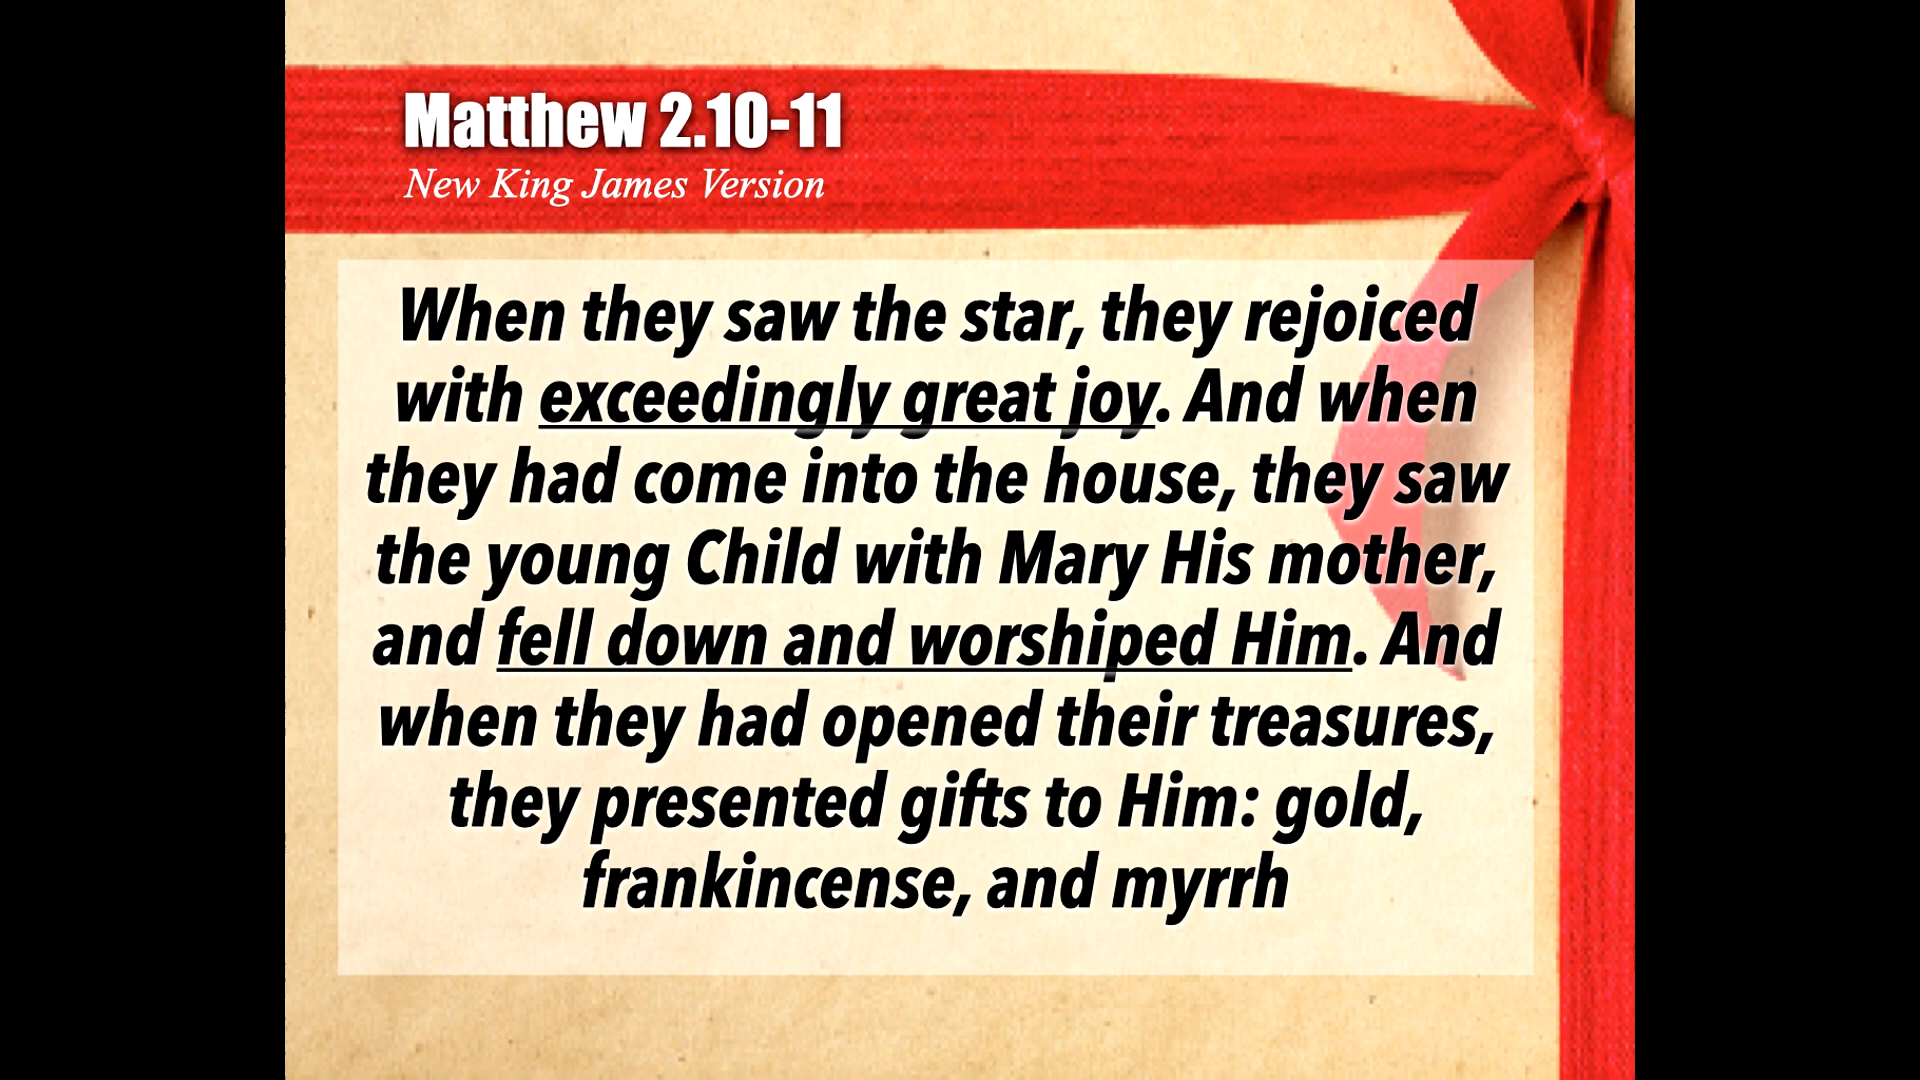 Matthew 2.10-11
New King James Version
When they saw the star, they rejoiced
with exceedingly great joy. And when
they had come into the house, they saw
the young Child with Mary His mother,
and fell down and worshiped Him. And
when they had opened their treasures,
they presented gifts to Him: gold,
frankincense, and myrrh